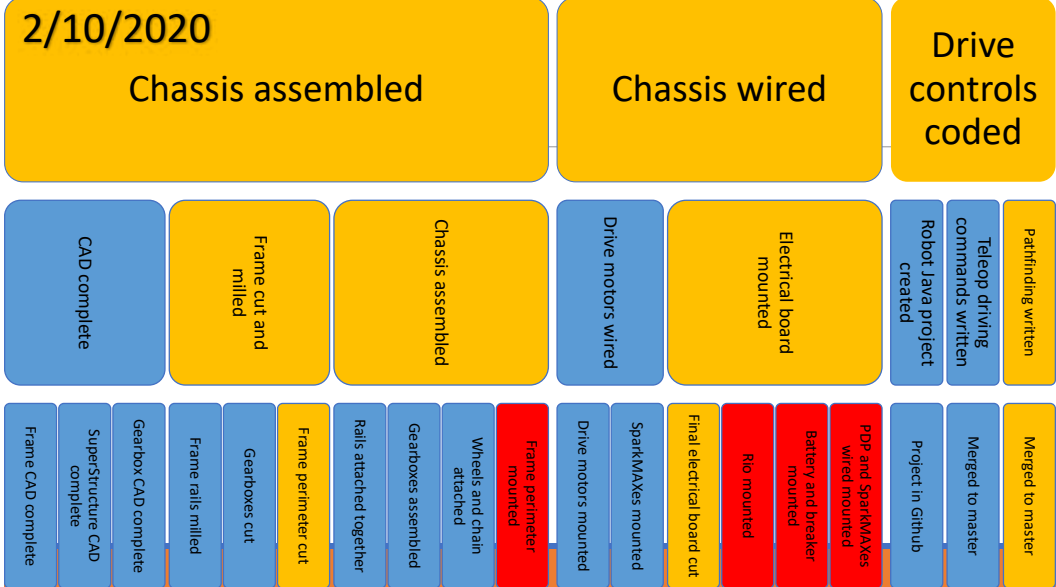 2/10/2020
Chassis assembled
Chassis wired
Drive
controls
coded
CAD complete
Frame cut and
milled
Chassis assembled
Drive motors wired
Electrical board
mounted
Robot Java project
created
Teleop driving
commands written
Pathfinding written
Frame CAD complete
SuperStructure CAD
complete
Gearbox CAD complete
Frame rails milled
Gearboxes cut
Frame perimeter cut
Rails attached together
Gearboxes assembled
Wheels and chain
attached
Frame perimeter
mounted
Drive motors mounted
SparkMAXes mounted
Final electrical board cut
Rio mounted
Battery and breaker
mounted
PDP and SparkMAXes
wired mounted
Project in Github
Merged to master
Merged to master